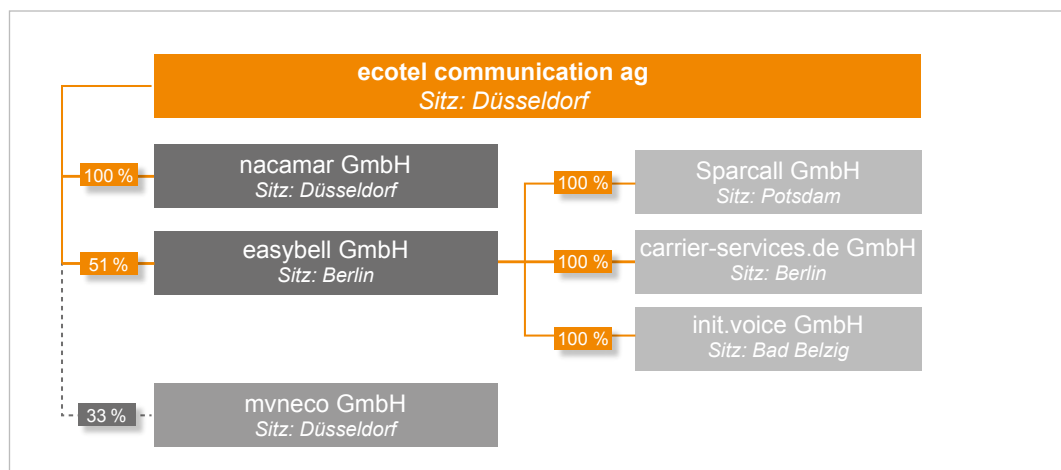 ecotel communication ag
Sitz: Düsseldorf
100 %
nacamar GmbH
Sitz: Düsseldorf
51 %
easybell GmbH
Sitz: Berlin
100 %
Sparcall GmbH
Sitz: Potsdam
100 %
carrier-services.de GmbH
Sitz: Berlin
100 %
init.voice GmbH
Sitz: Bad Belzig
33 %
mvneco GmbH
Sitz: Düsseldorf